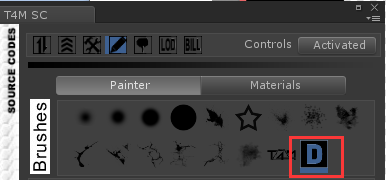 T4M SC
SOURCE CODES
LOD
BILL
Controls
Activated
Painter
Materials
Brushes
T4M
D